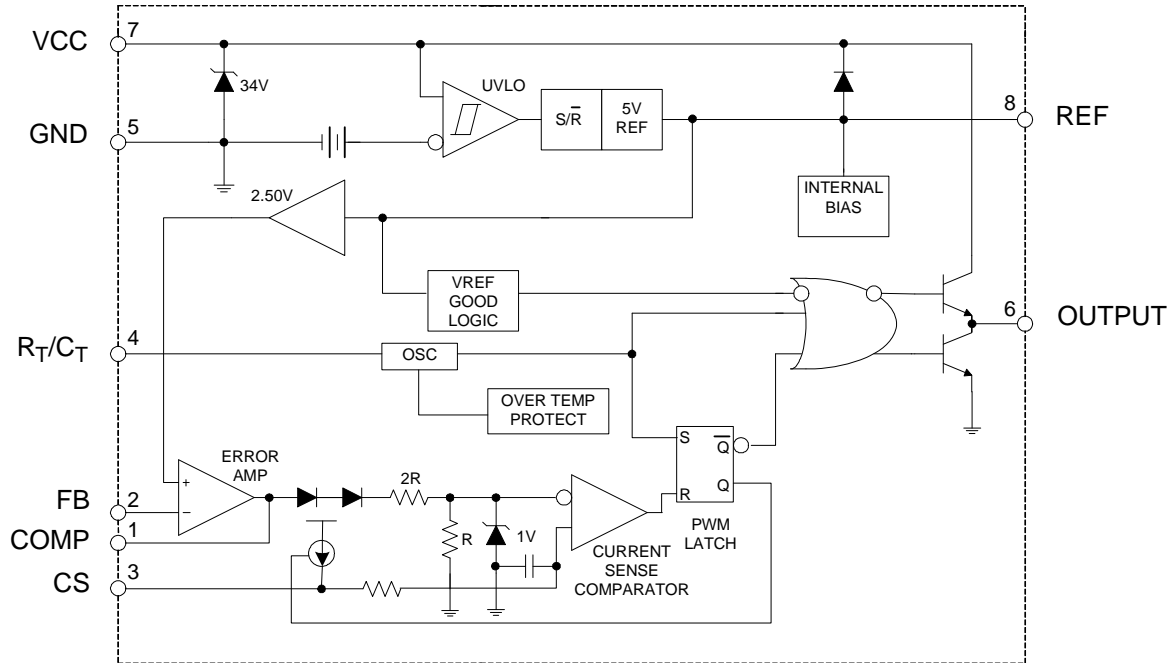 VCC
7
34V
UVLO
S/R̅
5V
REF
8
REF
GND
5
2.50V
INTERNAL
BIAS
VREF
GOOD
LOGIC
6
OUTPUT
RT/CT
4
OSC
OVER TEMP
PROTECT
S
Q̅
R
Q
PWM
LATCH
ERROR
AMP
+
−
2R
R
1V
CURRENT
SENSE
COMPARATOR
FB
2
COMP
1
CS
3